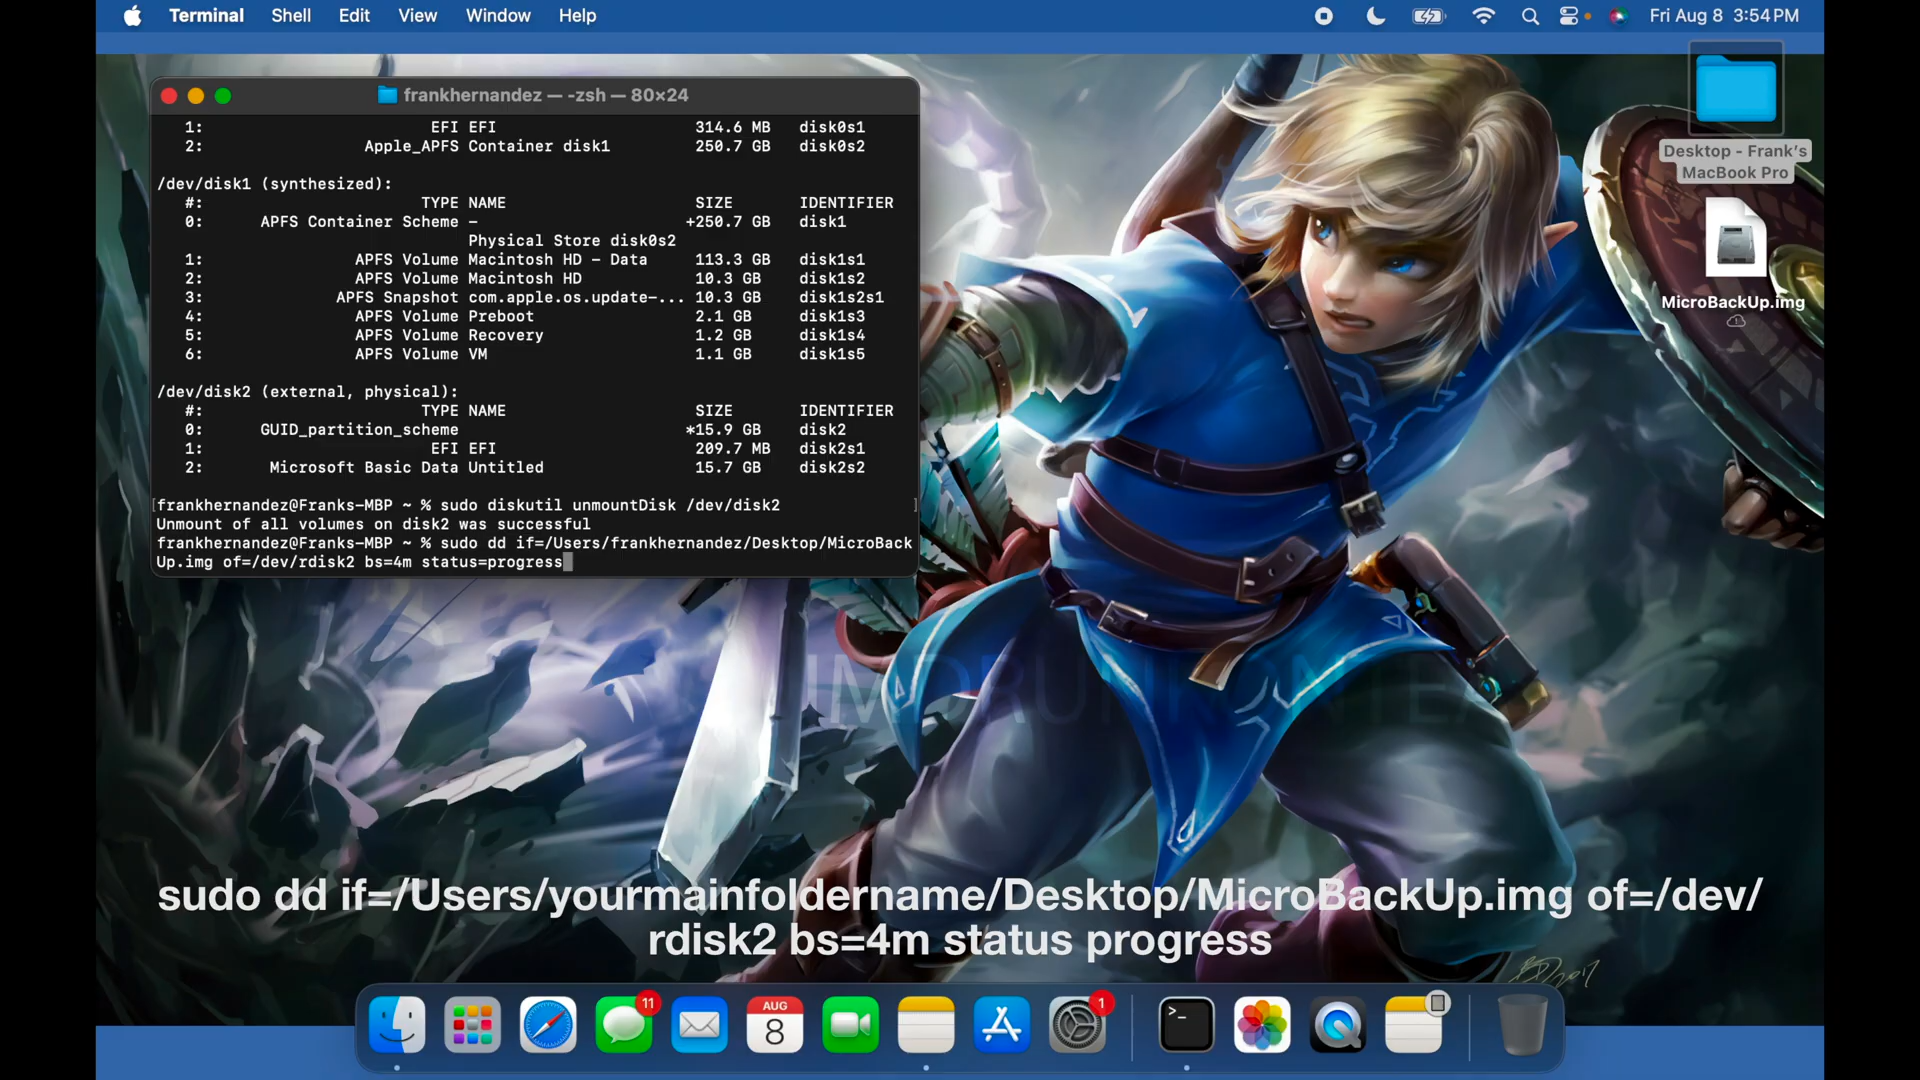 Terminal Shell Edit View Window Help Fri Aug 8 3:54 PM
frankhernandez — -zsh — 80×24
1: EFI EFI 314.6 MB disk0s1
2: Apple_APFS Container disk1 250.7 GB disk0s2
/dev/disk1 (synthesized):
#: TYPE NAME SIZE IDENTIFIER
0: APFS Container Scheme - +250.7 GB disk1
Physical Store disk0s2
1: APFS Volume Macintosh HD - Data 113.3 GB disk1s1
2: APFS Volume Macintosh HD 10.3 GB disk1s2
3: APFS Snapshot com.apple.os.update-... 10.3 GB disk1s2s1
4: APFS Volume Preboot 2.1 GB disk1s3
5: APFS Volume Recovery 1.2 GB disk1s4
6: APFS Volume VM 1.1 GB disk1s5
/dev/disk2 (external, physical):
#: TYPE NAME SIZE IDENTIFIER
0: GUID_partition_scheme *15.9 GB disk2
1: EFI EFI 209.7 MB disk2s1
2: Microsoft Basic Data Untitled 15.7 GB disk2s2
[frankhernandez@Franks-MBP ~ % sudo diskutil unmountDisk /dev/disk2 ]
Unmount of all volumes on disk2 was successful
frankhernandez@Franks-MBP ~ % sudo dd if=/Users/frankhernandez/Desktop/MicroBack
Up.img of=/dev/rdisk2 bs=4m status=progress
Desktop - Frank's
MacBook Pro
MicroBackUp.img
IMDRUNKONTEA
sudo dd if=/Users/yourmainfoldername/Desktop/MicroBackUp.img of=/dev/
rdisk2 bs=4m status progress
11
AUG
8
1
>_